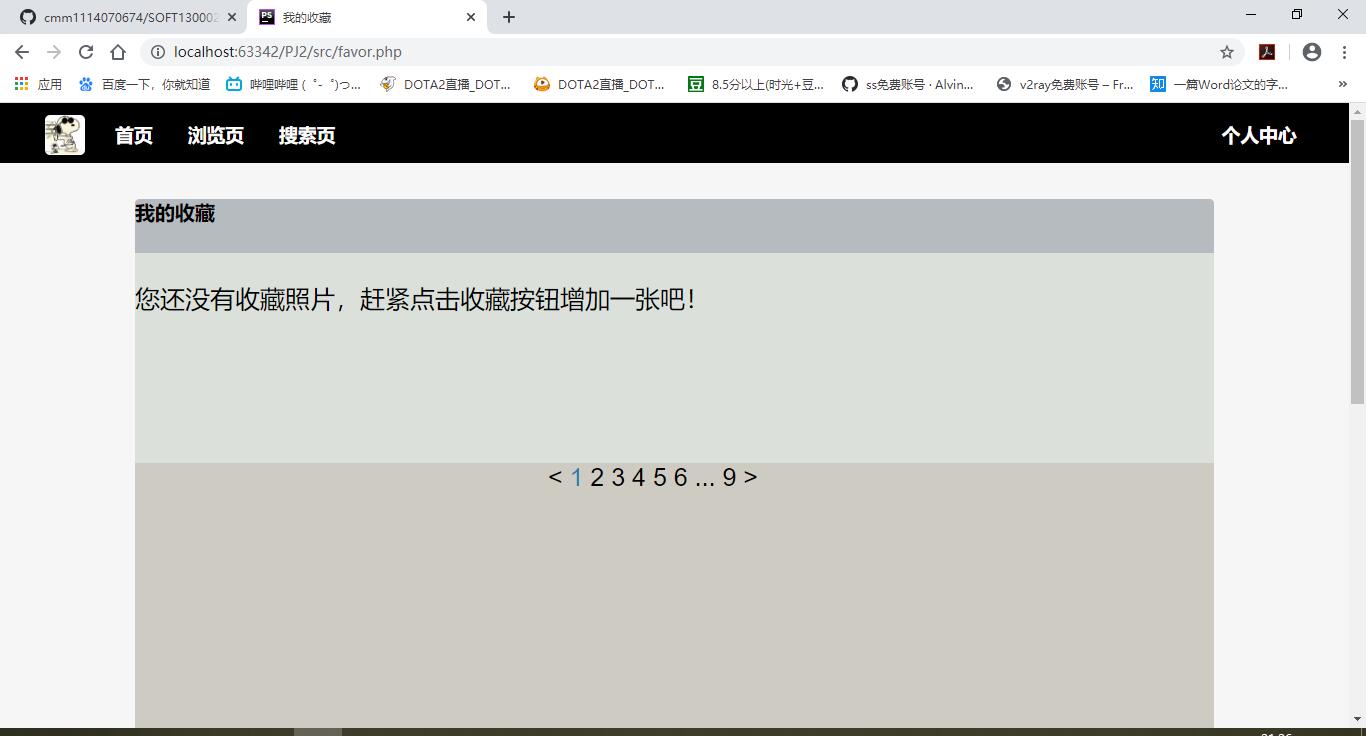 cmm1114070674/SOFT130002
PS 我的收藏
localhost:63342/PJ2/src/favor.php
应用 百度一下，你就知道 哔哩哔哩 ( ゜- ゜)つ... DOTA2直播_DOT... DOTA2直播_DOT... 豆 8.5分以上(时光+豆... ss免费账号 · Alvin... v2ray免费账号 – Fr... 知 一篇Word论文的字... »
首页 浏览页 搜索页 个人中心
我的收藏
您还没有收藏照片，赶紧点击收藏按钮增加一张吧！
< 1 2 3 4 5 6 ... 9 >